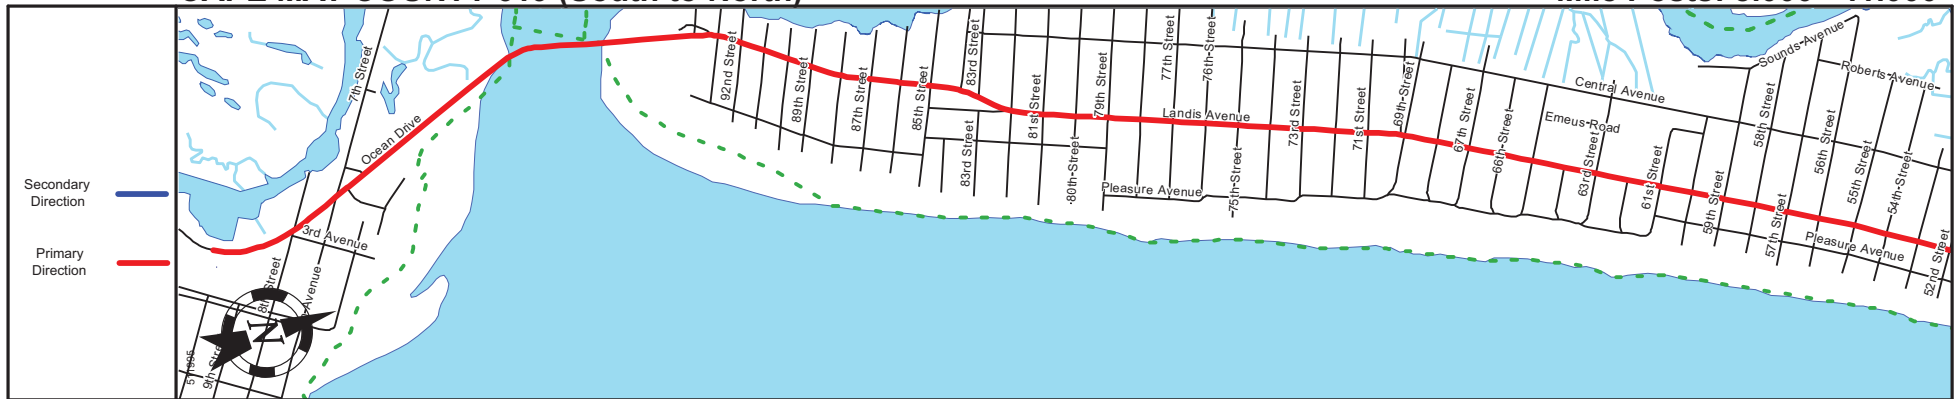 Secondary
Direction
Primary
Direction
7th Street
Ocean Drive
3rd Avenue
8th Street
Avenue
9th
N
92nd Street
89th Street
87th Street
85th Street
83rd Street
83rd Street
81st Street
80th Street
79th Street
77th Street
76th Street
75th Street
73rd Street
71st Street
69th Street
67th Street
66th Street
63rd Street
61st Street
59th Street
58th Street
57th Street
56th Street
55th Street
54th Street
52nd Street
Landis Avenue
Pleasure Avenue
Central Avenue
Emeus Road
Sounds Avenue
Roberts Avenue
Pleasure Avenue